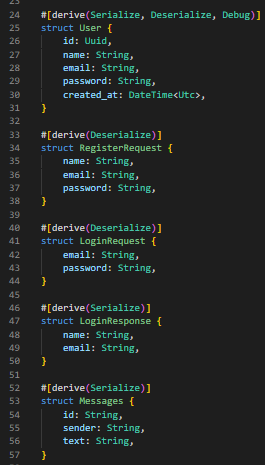 23
24 #[derive(Serialize, Deserialize, Debug)]
25 struct User {
26     id: Uuid,
27     name: String,
28     email: String,
29     password: String,
30     created_at: DateTime<Utc>,
31 }
32
33 #[derive(Deserialize)]
34 struct RegisterRequest {
35     name: String,
36     email: String,
37     password: String,
38 }
39
40 #[derive(Deserialize)]
41 struct LoginRequest {
42     email: String,
43     password: String,
44 }
45
46 #[derive(Serialize)]
47 struct LoginResponse {
48     name: String,
49     email: String,
50 }
51
52 #[derive(Serialize)]
53 struct Messages {
54     id: String,
55     sender: String,
56     text: String,
57 }